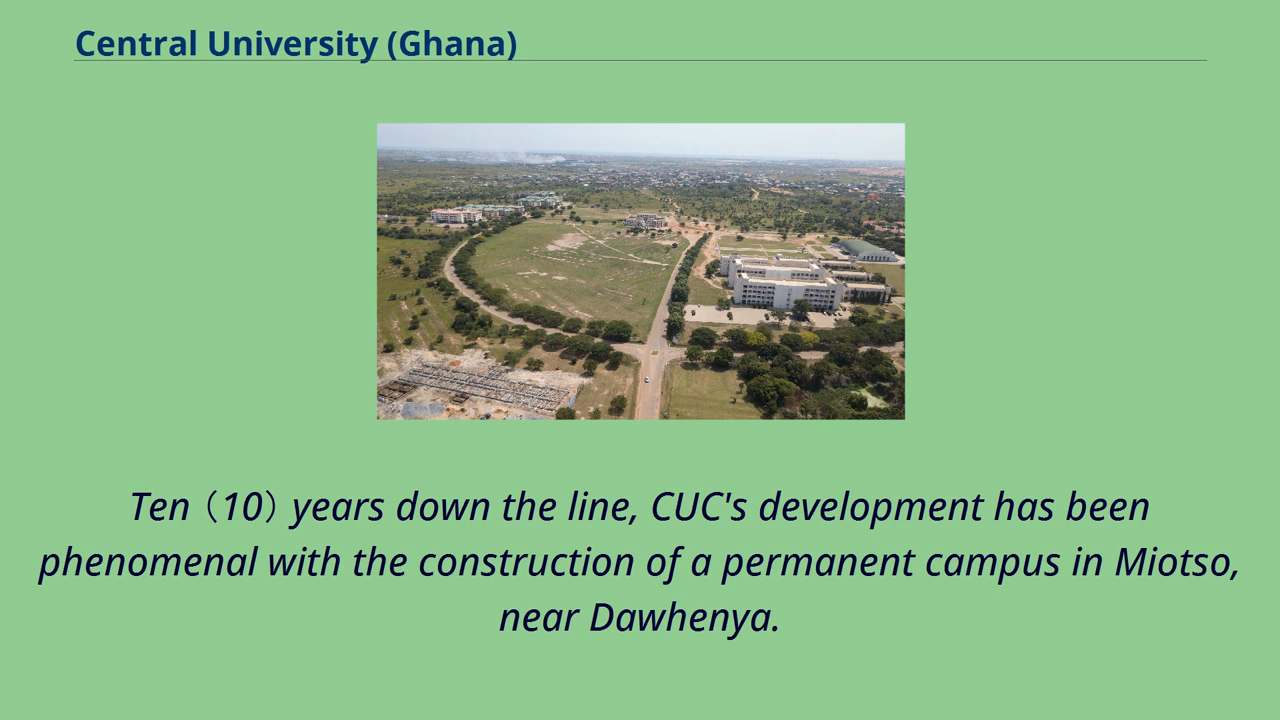 Central University (Ghana)
Ten（10）years down the line, CUC's development has been
phenomenal with the construction of a permanent campus in Miotso,
near Dawhenya.